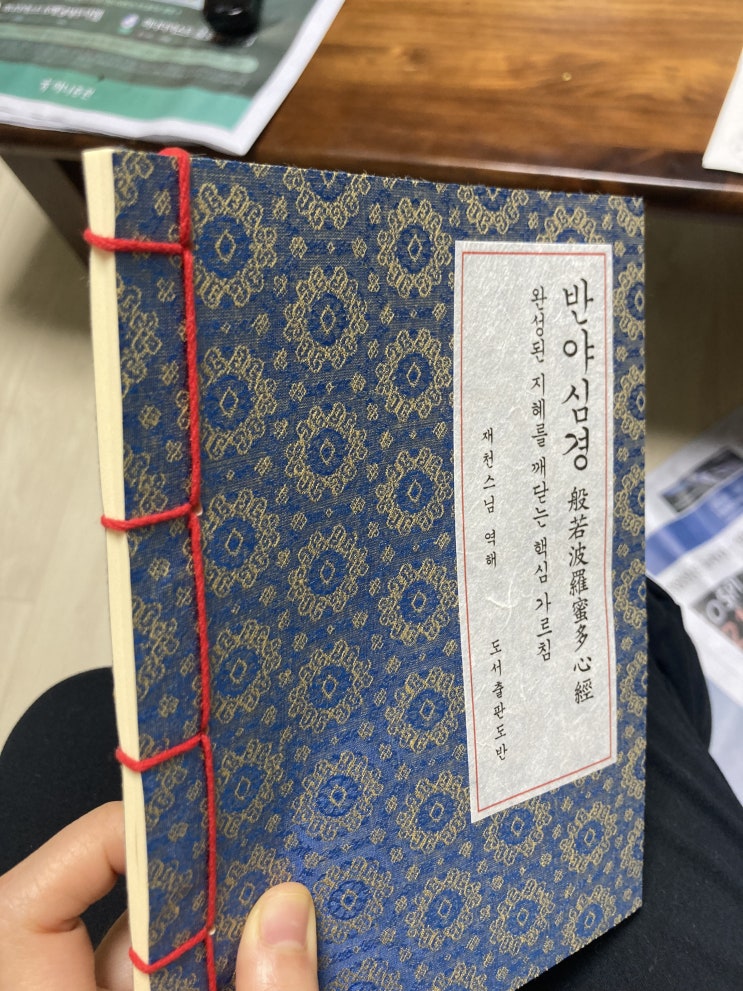 반야심경 般若波羅蜜多心經
완성된 지혜를 깨닫는 핵심 가르침
재천스님 역해
도서출판도반